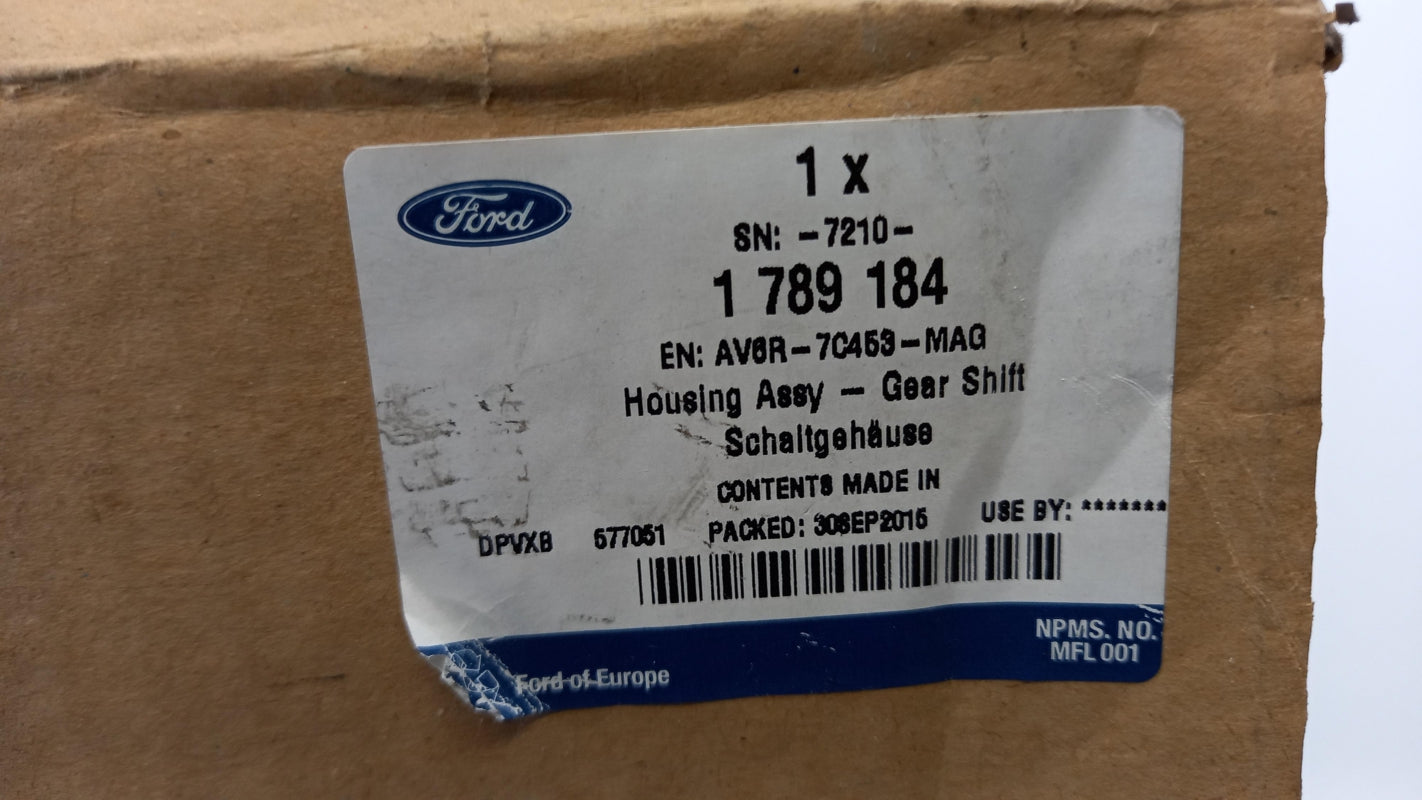 Ford
1 x
SN: -7210-
1 789 184
EN: AV6R-7C453-MAG
Housing Assy - Gear Shift
Schaltgehäuse
CONTENTS MADE IN
DPVXB 577051 PACKED: 30SEP2015 USE BY: *******
NPMS. NO.
MFL 001
Ford of Europe